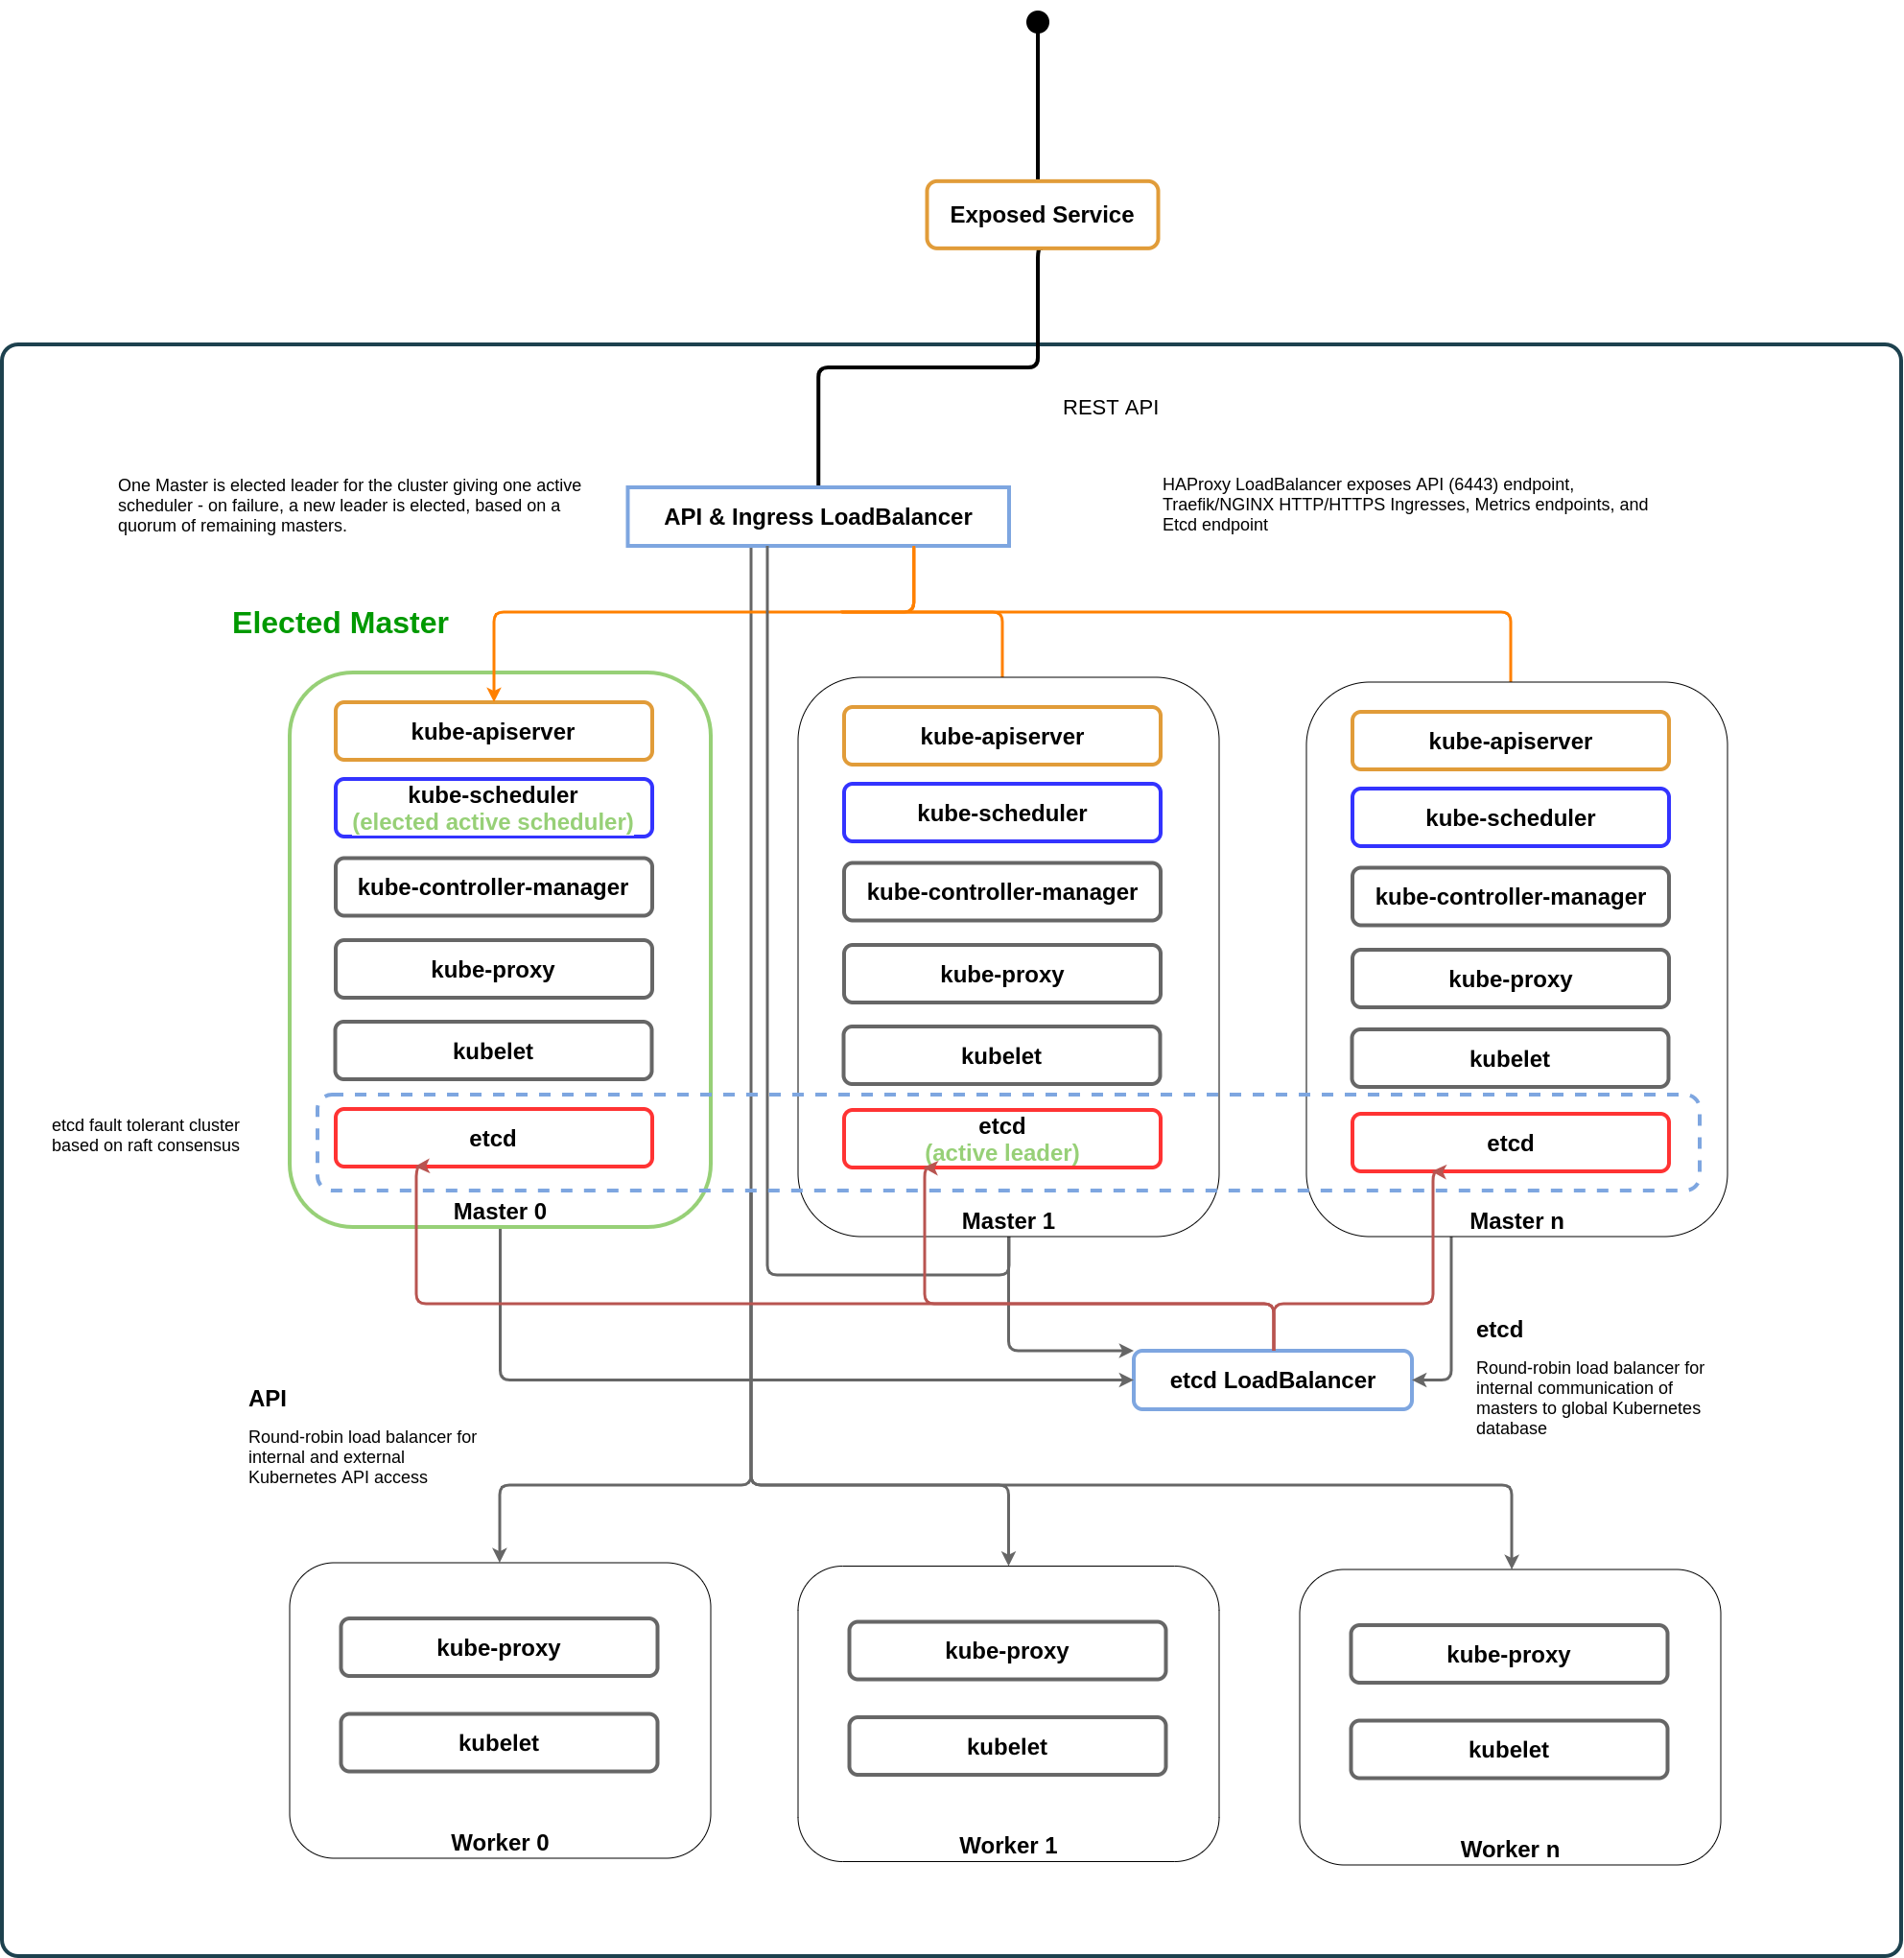 Exposed Service
REST API
One Master is elected leader for the cluster giving one active
scheduler - on failure, a new leader is elected, based on a
quorum of remaining masters.
API & Ingress LoadBalancer
HAProxy LoadBalancer exposes API (6443) endpoint,
Traefik/NGINX HTTP/HTTPS Ingresses, Metrics endpoints, and
Etcd endpoint
Elected Master
kube-apiserver
kube-scheduler
(elected active scheduler)
kube-controller-manager
kube-proxy
kubelet
etcd
Master 0
kube-apiserver
kube-scheduler
kube-controller-manager
kube-proxy
kubelet
etcd
(active leader)
Master 1
kube-apiserver
kube-scheduler
kube-controller-manager
kube-proxy
kubelet
etcd
Master n
etcd fault tolerant cluster
based on raft consensus
etcd LoadBalancer
etcd
Round-robin load balancer for
internal communication of
masters to global Kubernetes
database
API
Round-robin load balancer for
internal and external
Kubernetes API access
kube-proxy
kubelet
Worker 0
kube-proxy
kubelet
Worker 1
kube-proxy
kubelet
Worker n